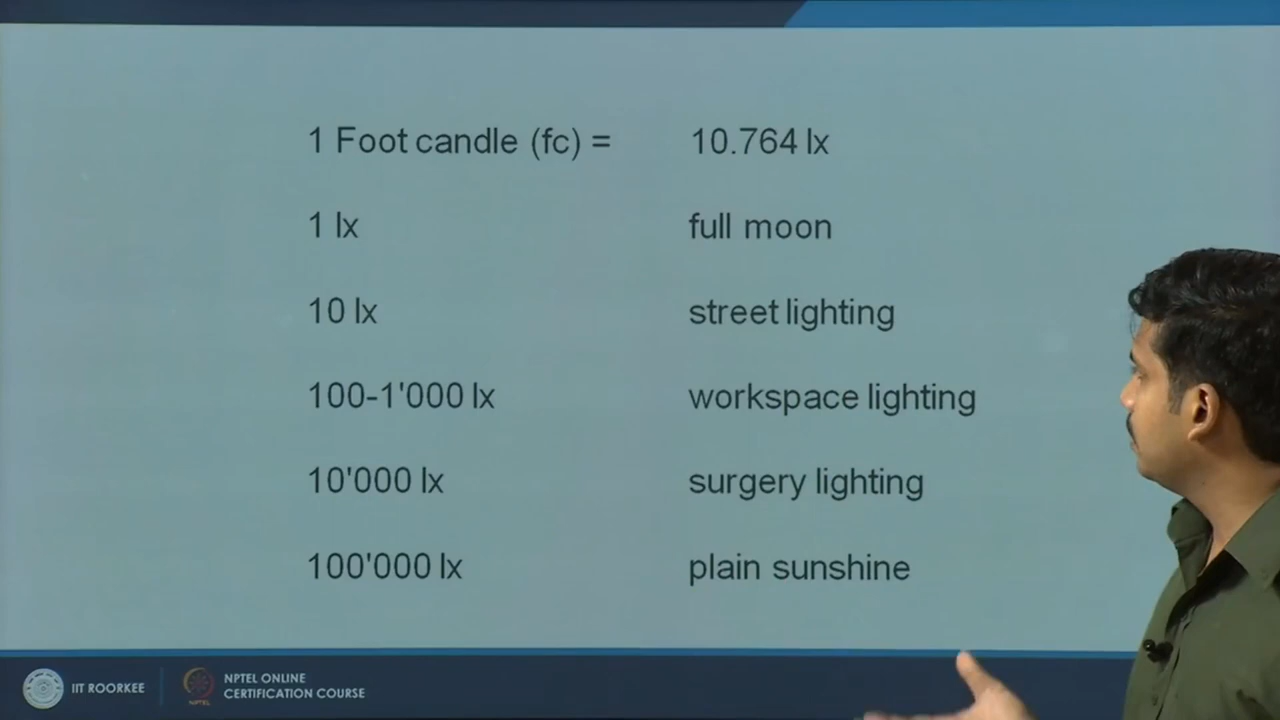 1 Foot candle (fc) = 10.764 lx
1 lx full moon
10 lx street lighting
100-1'000 lx workspace lighting
10'000 lx surgery lighting
100'000 lx plain sunshine
IIT ROORKEE
NPTEL
NPTEL ONLINE
CERTIFICATION COURSE